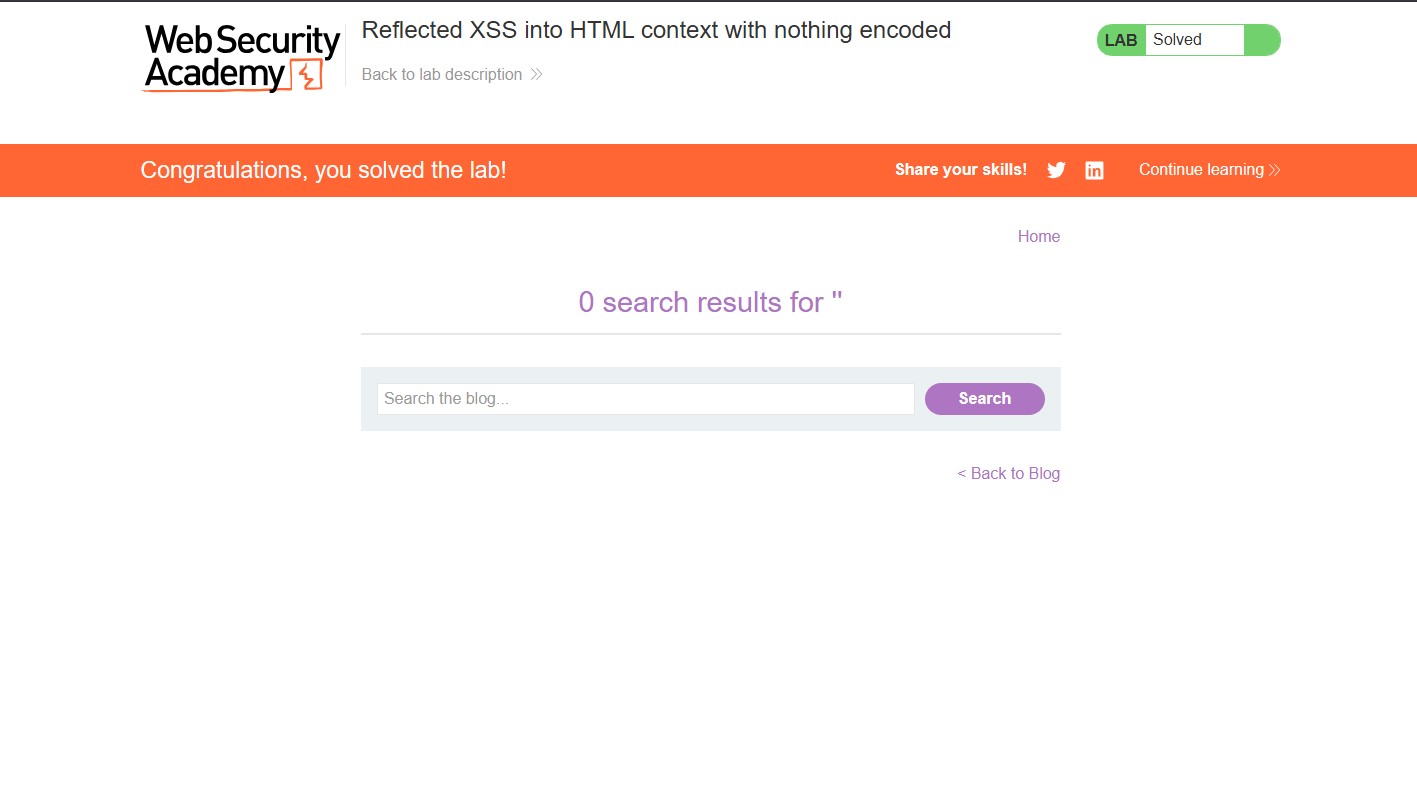 Web Security
Academy
Reflected XSS into HTML context with nothing encoded
Back to lab description
LAB Solved
Congratulations, you solved the lab!
Share your skills!
Continue learning
Home
0 search results for ''
Search the blog...
Search
< Back to Blog